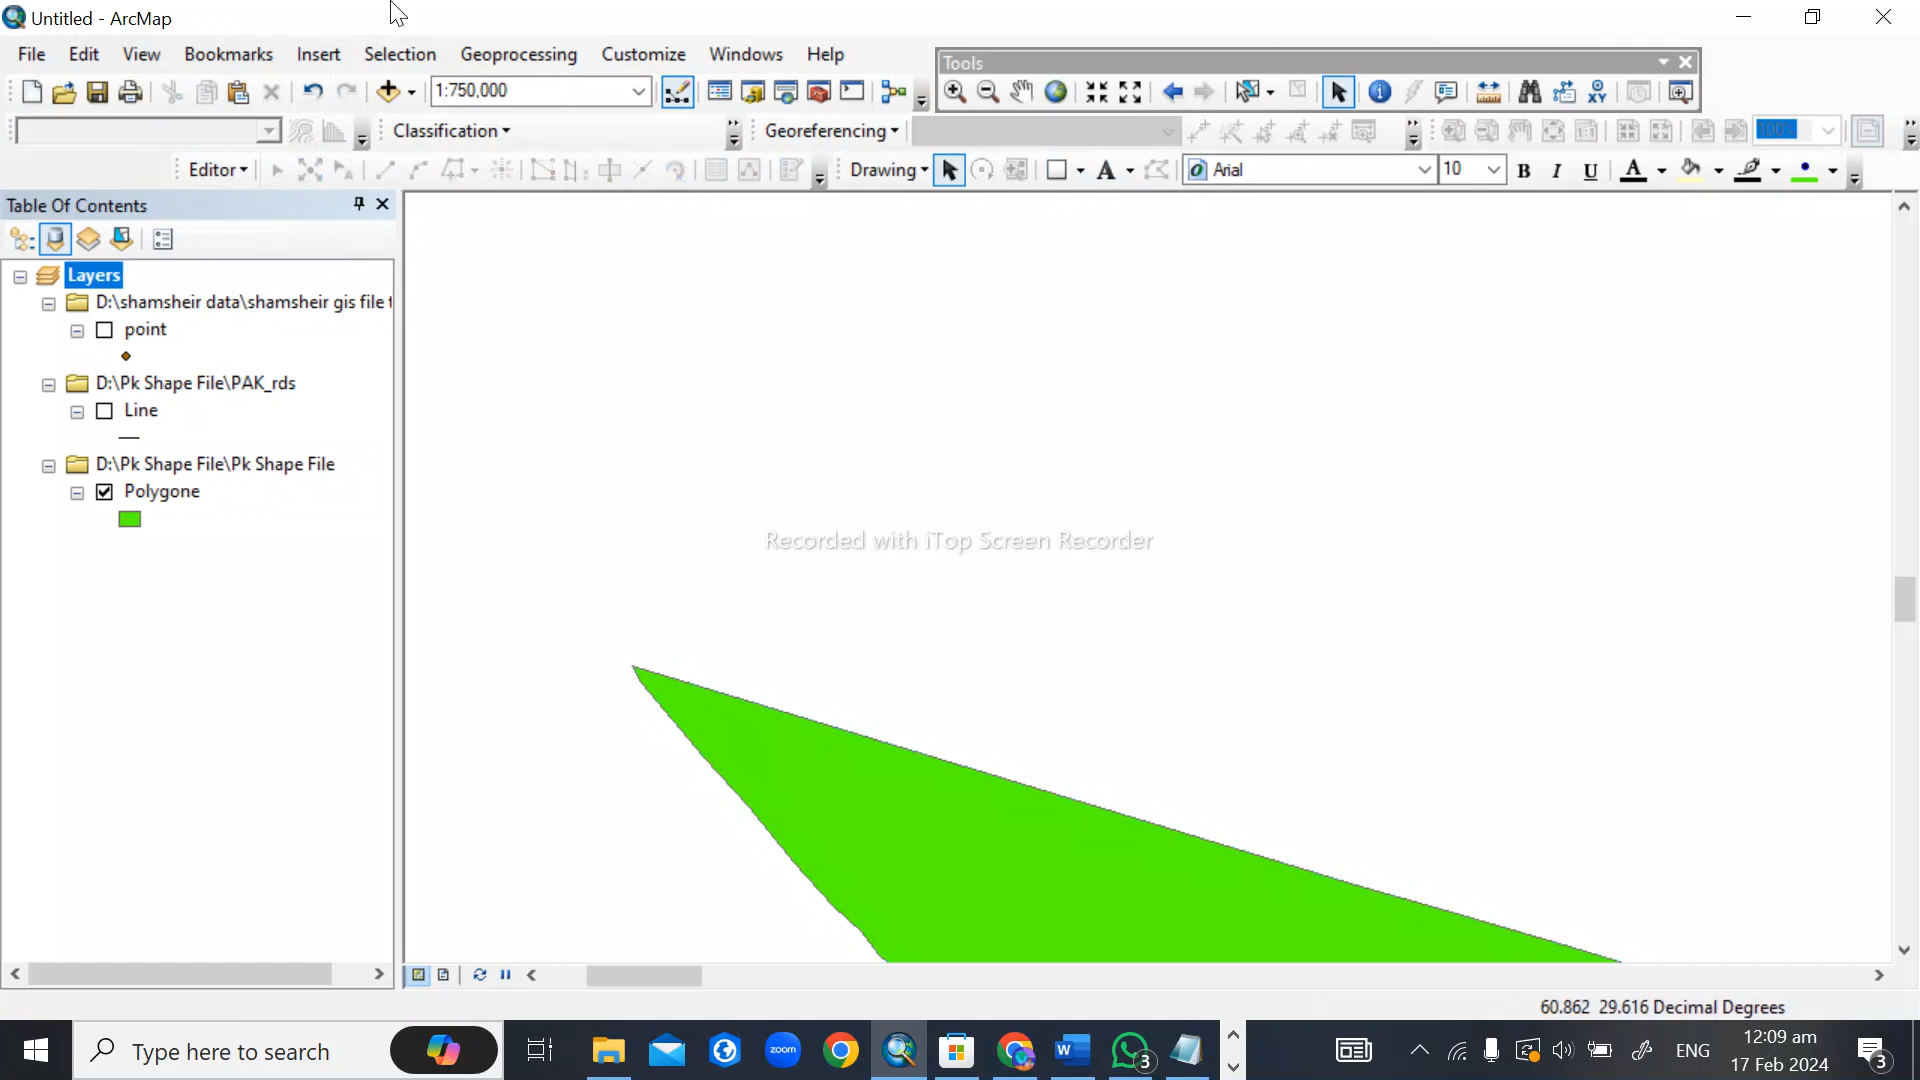 Untitled - ArcMap
File Edit View Bookmarks Insert Selection Geoprocessing Customize Windows Help
Tools
1:750,000
Classification
Georeferencing
100%
Editor
Drawing
Arial
10
B I U A
Table Of Contents
Layers
D:\shamsheir data\shamsheir gis file t
point
D:\Pk Shape File\PAK_rds
Line
D:\Pk Shape File\Pk Shape File
Polygone
Recorded with iTop Screen Recorder
60.862 29.616 Decimal Degrees
Type here to search
zoom
3
ENG
12:09 am
17 Feb 2024
3